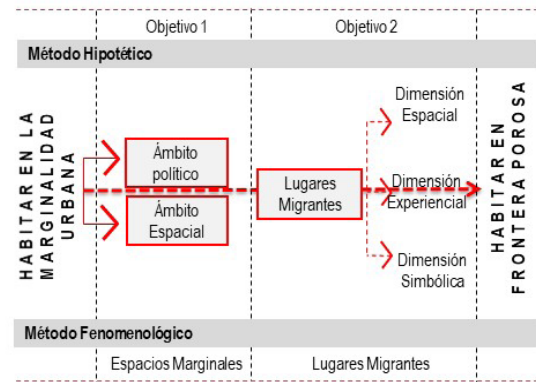 Objetivo 1
Objetivo 2
Método Hipotético
HABITAR EN LA
MARGINALIDAD
URBANA
Ámbito
político
Ámbito
Espacial
Lugares
Migrantes
Dimensión
Espacial
Dimensión
Experiencial
Dimensión
Simbólica
HABITAR EN
FRONTERA POROSA
Método Fenomenológico
Espacios Marginales
Lugares Migrantes